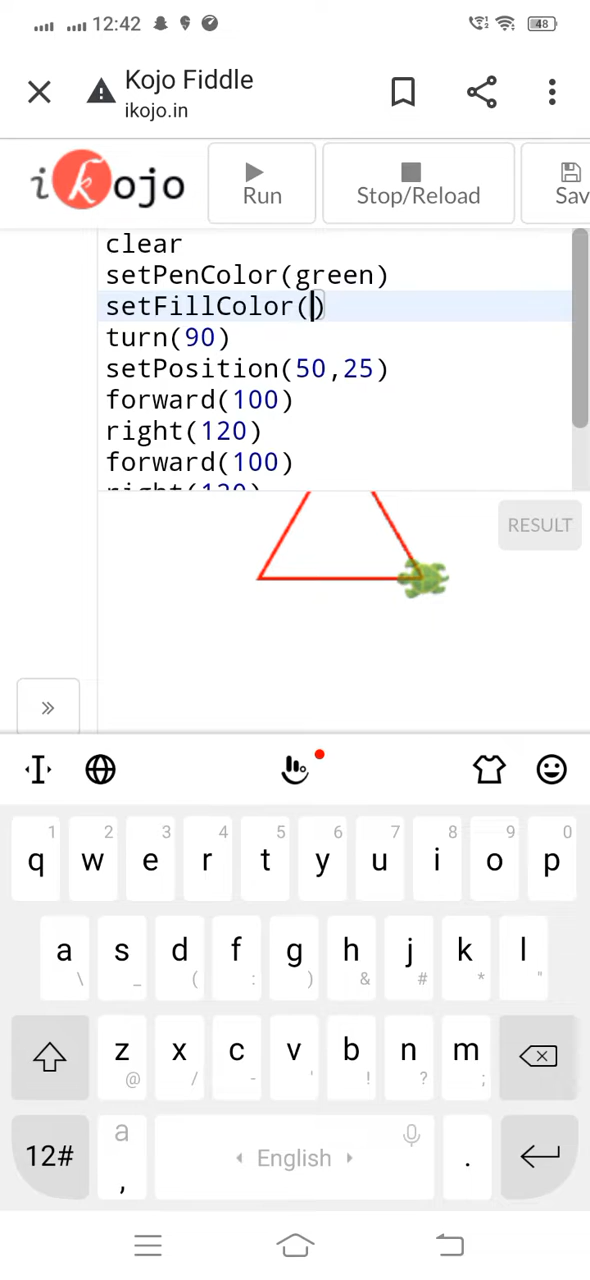 12:42
48
Kojo Fiddle
ikojo.in
ikojo
Run
Stop/Reload
Sav
clear
setPenColor(green)
setFillColor()
turn(90)
setPosition(50,25)
forward(100)
right(120)
forward(100)
right(120)
RESULT
»
1 2 3 4 5 6 7 8 9 0
q w e r t y u i o p
a s d f g h j k l
\ _ ( : ) & # * "
z x c v b n m
@ / - ' ! ? ;
12# a , English .